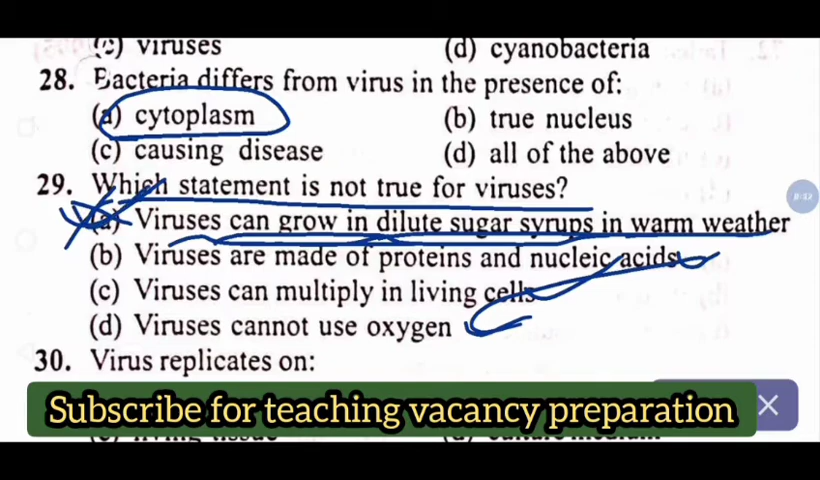 (c) viruses (d) cyanobacteria
28. Bacteria differs from virus in the presence of:
(a) cytoplasm (b) true nucleus
(c) causing disease (d) all of the above
29. Which statement is not true for viruses?
(a) Viruses can grow in dilute sugar syrups in warm weather
(b) Viruses are made of proteins and nucleic acids
(c) Viruses can multiply in living cells
(d) Viruses cannot use oxygen
30. Virus replicates on:
Subscribe for teaching vacancy preparation